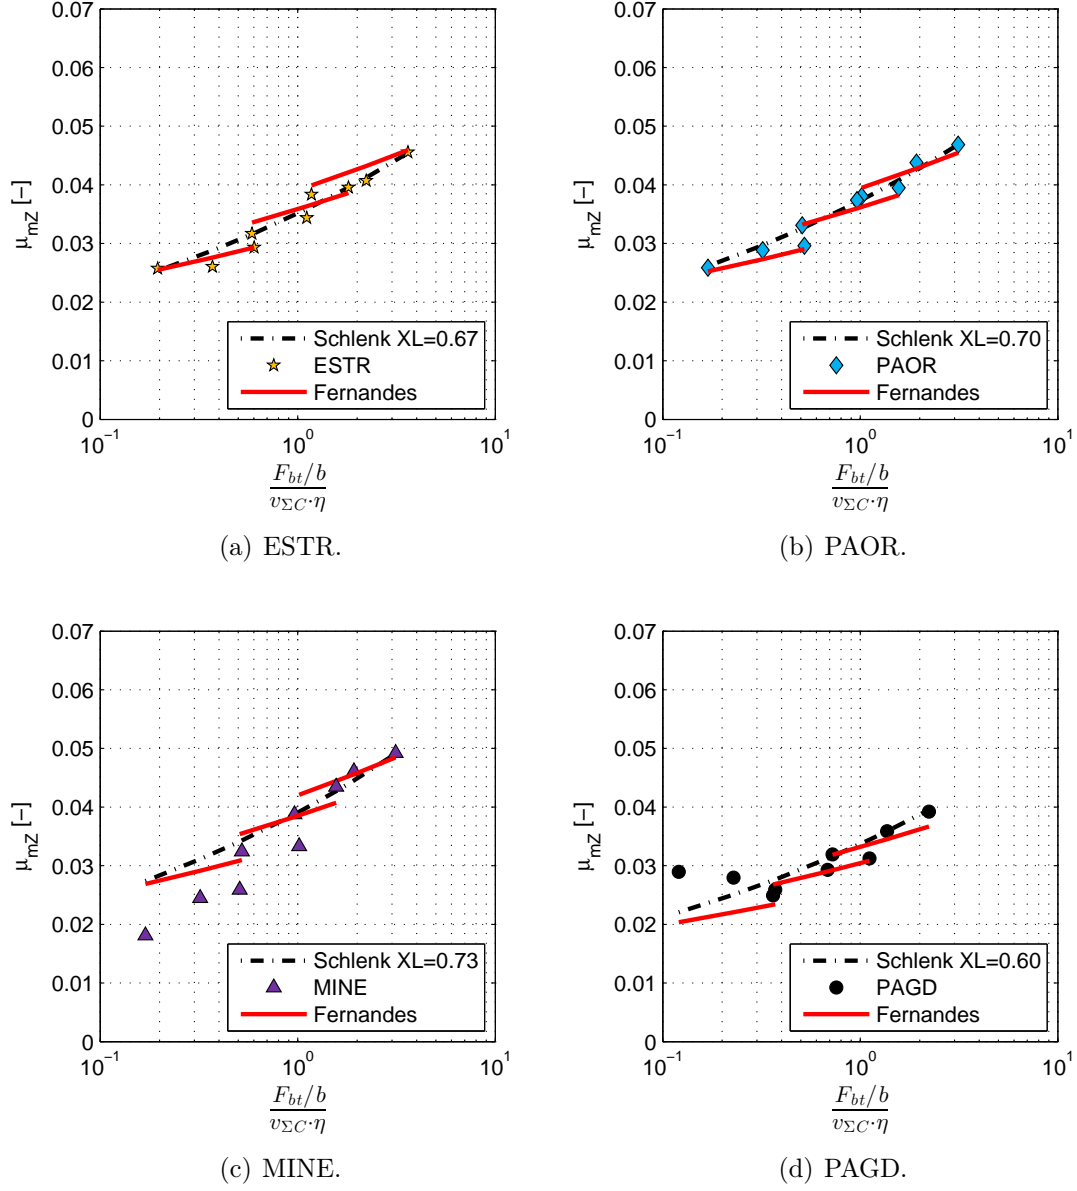 0.07
0.06
0.05
0.04
0.03
0.02
0.01
0
μmZ [−]
Schlenk XL=0.67
ESTR
Fernandes
10−1
100
101
Fbt/b
vΣC·η
(a) ESTR.
0.07
0.06
0.05
0.04
0.03
0.02
0.01
0
μmZ [−]
Schlenk XL=0.70
PAOR
Fernandes
10−1
100
101
Fbt/b
vΣC·η
(b) PAOR.
0.07
0.06
0.05
0.04
0.03
0.02
0.01
0
μmZ [−]
Schlenk XL=0.73
MINE
Fernandes
10−1
100
101
Fbt/b
vΣC·η
(c) MINE.
0.07
0.06
0.05
0.04
0.03
0.02
0.01
0
μmZ [−]
Schlenk XL=0.60
PAGD
Fernandes
10−1
100
101
Fbt/b
vΣC·η
(d) PAGD.